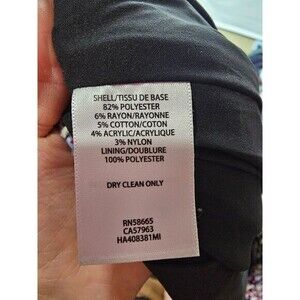 SHELL/TISSU DE BASE
82% POLYESTER
6% RAYON/RAYONNE
5% COTTON/COTON
4% ACRYLIC/ACRYLIQUE
3% NYLON
LINING/DOUBLURE
100% POLYESTER
DRY CLEAN ONLY
RN58665
CA57963
HA408381MI